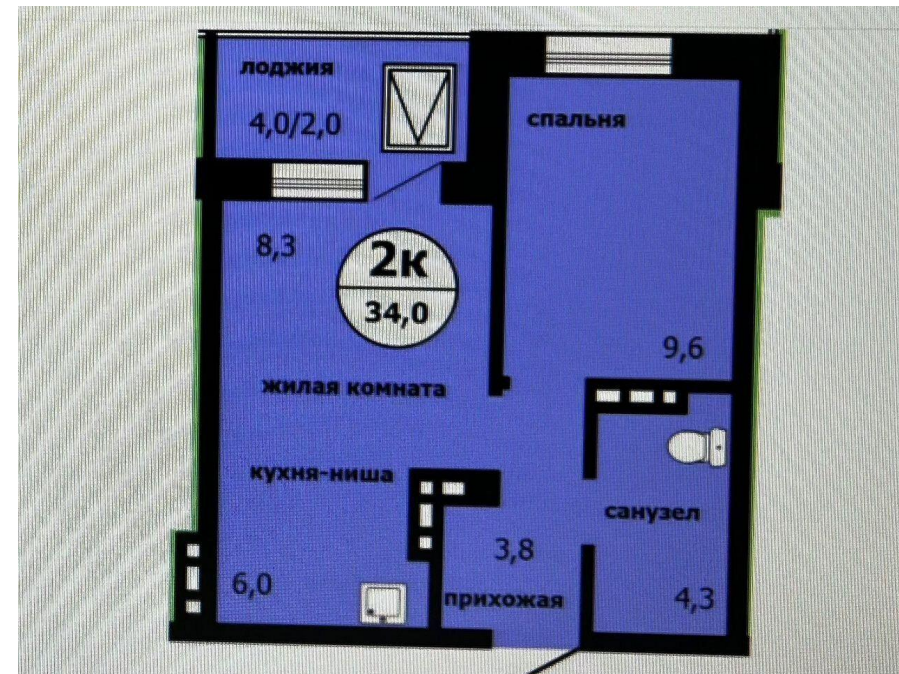 лоджия
4,0/2,0
спальня
8,3
2к
34,0
9,6
жилая комната
кухня-ниша
санузел
3,8
6,0
прихожая
4,3